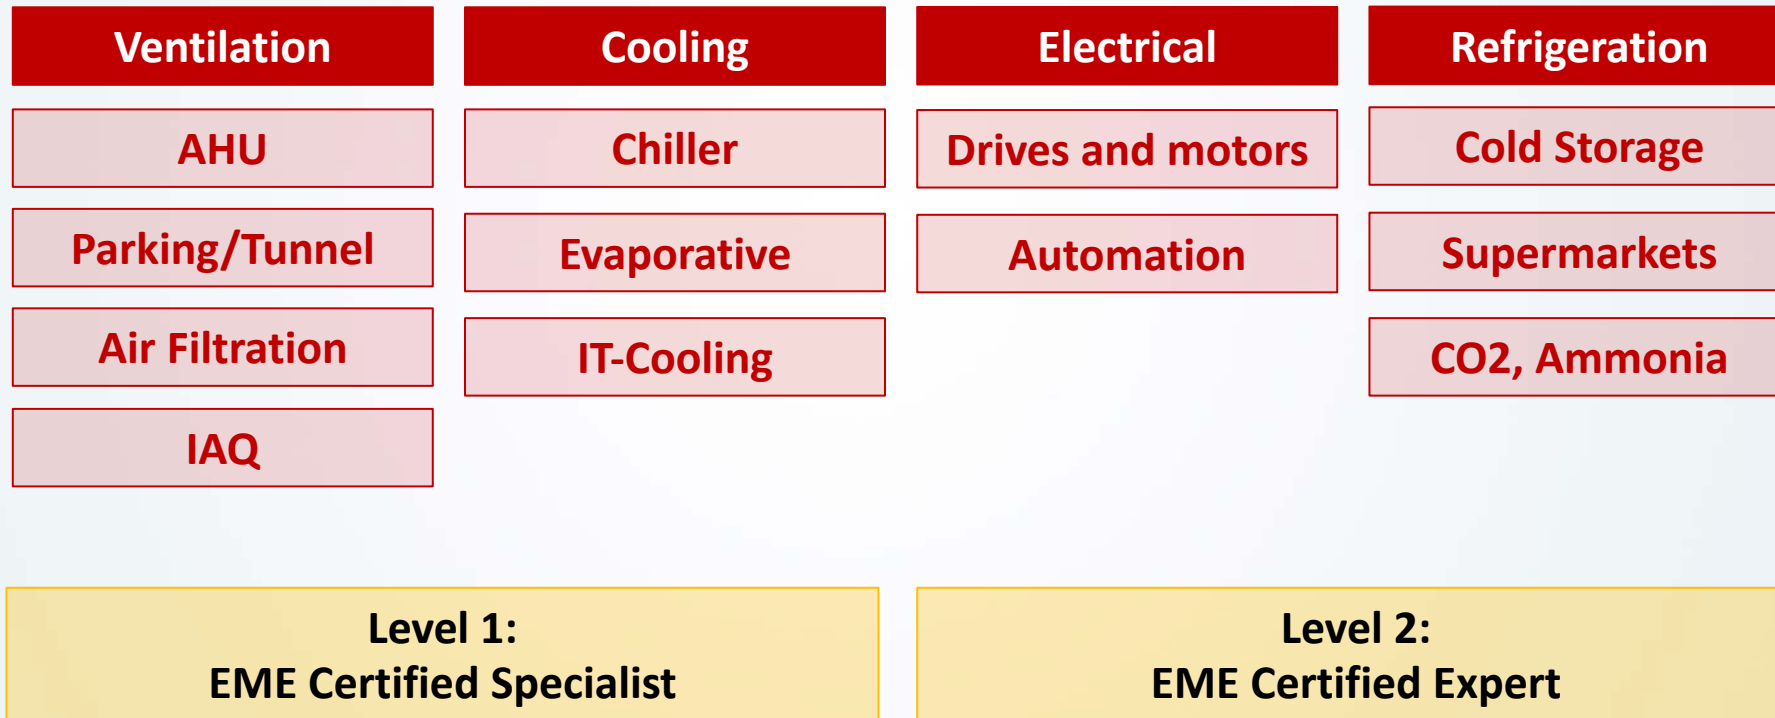 Ventilation
Cooling
Electrical
Refrigeration
AHU
Chiller
Drives and motors
Cold Storage
Parking/Tunnel
Evaporative
Automation
Supermarkets
Air Filtration
IT-Cooling
CO2, Ammonia
IAQ
Level 1:
EME Certified Specialist
Level 2:
EME Certified Expert